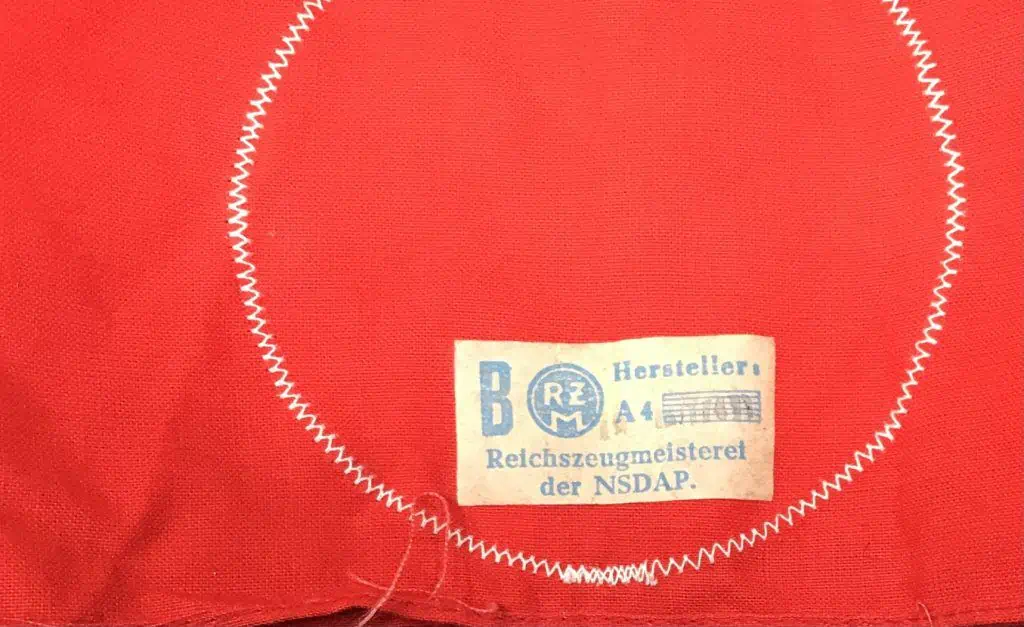 B RZM Hersteller:
A4
Reichszeugmeisterei
der NSDAP.